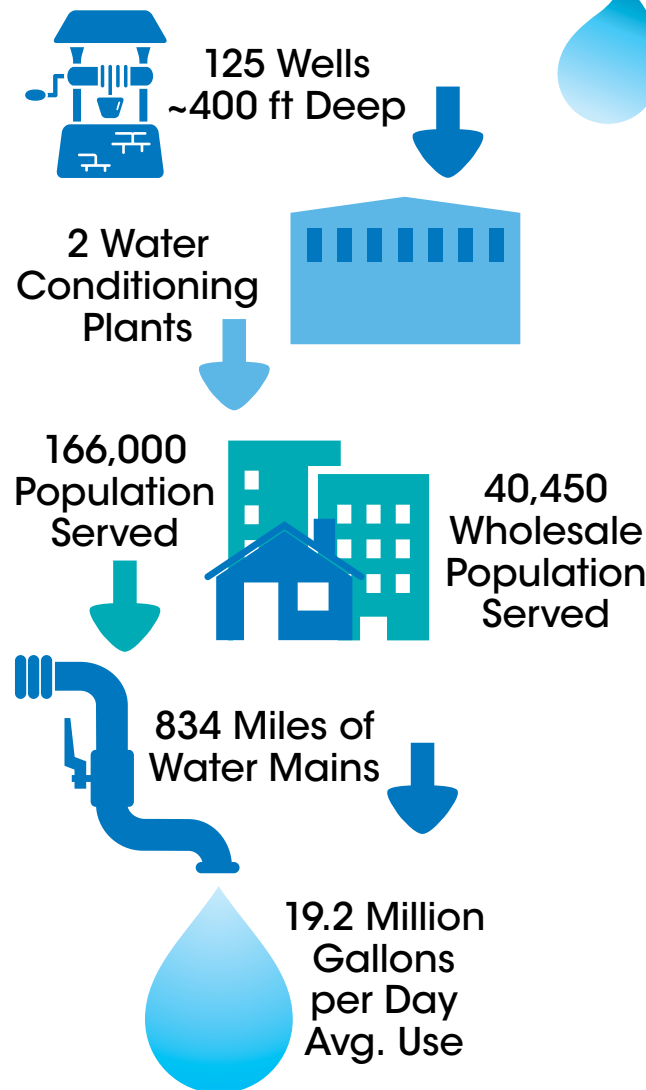 125 Wells
~400 ft Deep
2 Water
Conditioning
Plants
166,000
Population
Served
40,450
Wholesale
Population
Served
834 Miles of
Water Mains
19.2 Million
Gallons
per Day
Avg. Use